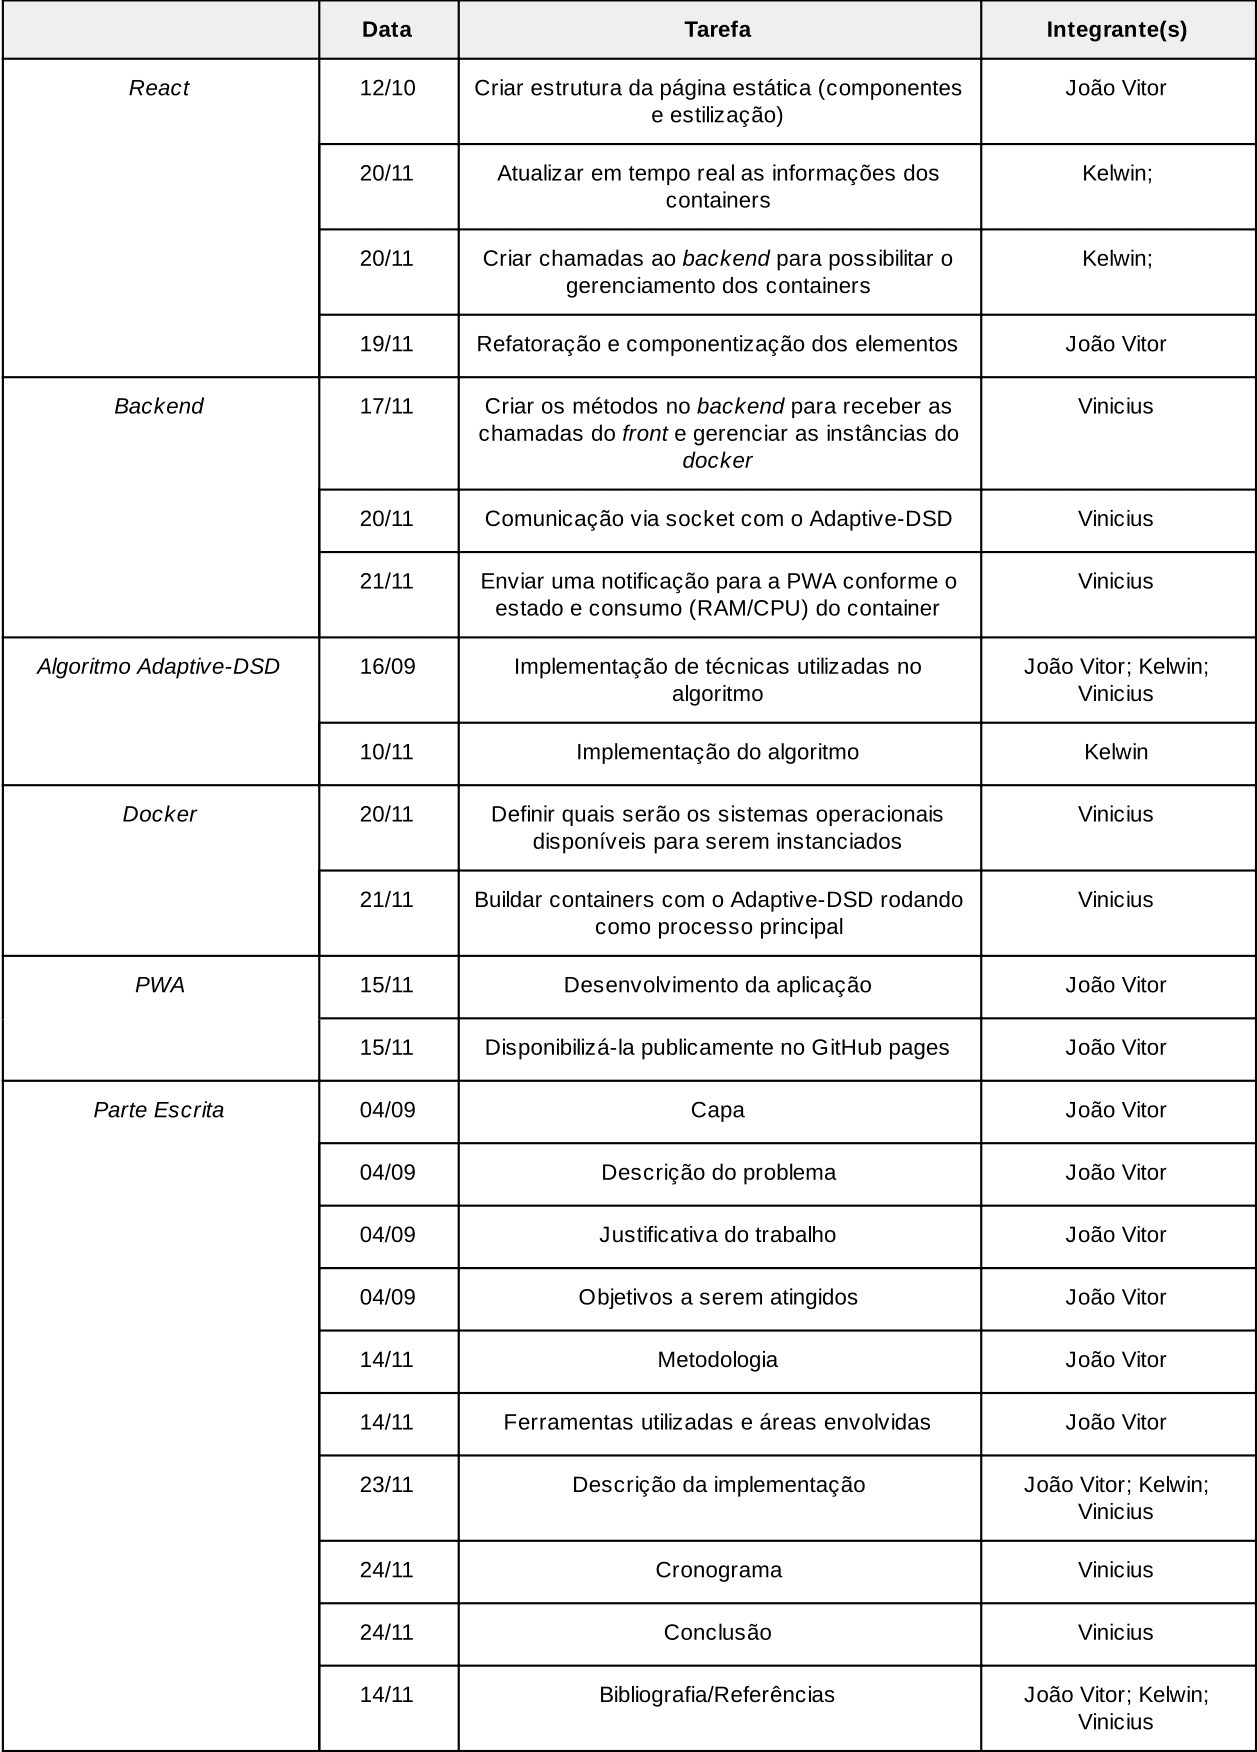 Data Tarefa Integrante(s)
React 12/10 Criar estrutura da página estática (componentes João Vitor
e estilização)
20/11 Atualizar em tempo real as informações dos Kelwin;
containers
20/11 Criar chamadas ao backend para possibilitar o Kelwin;
gerenciamento dos containers
19/11 Refatoração e componentização dos elementos João Vitor
Backend 17/11 Criar os métodos no backend para receber as Vinicius
chamadas do front e gerenciar as instâncias do
docker
20/11 Comunicação via socket com o Adaptive-DSD Vinicius
21/11 Enviar uma notificação para a PWA conforme o Vinicius
estado e consumo (RAM/CPU) do container
Algoritmo Adaptive-DSD 16/09 Implementação de técnicas utilizadas no João Vitor; Kelwin;
algoritmo Vinicius
10/11 Implementação do algoritmo Kelwin
Docker 20/11 Definir quais serão os sistemas operacionais Vinicius
disponíveis para serem instanciados
21/11 Buildar containers com o Adaptive-DSD rodando Vinicius
como processo principal
PWA 15/11 Desenvolvimento da aplicação João Vitor
15/11 Disponibilizá-la publicamente no GitHub pages João Vitor
Parte Escrita 04/09 Capa João Vitor
04/09 Descrição do problema João Vitor
04/09 Justificativa do trabalho João Vitor
04/09 Objetivos a serem atingidos João Vitor
14/11 Metodologia João Vitor
14/11 Ferramentas utilizadas e áreas envolvidas João Vitor
23/11 Descrição da implementação João Vitor; Kelwin;
Vinicius
24/11 Cronograma Vinicius
24/11 Conclusão Vinicius
14/11 Bibliografia/Referências João Vitor; Kelwin;
Vinicius